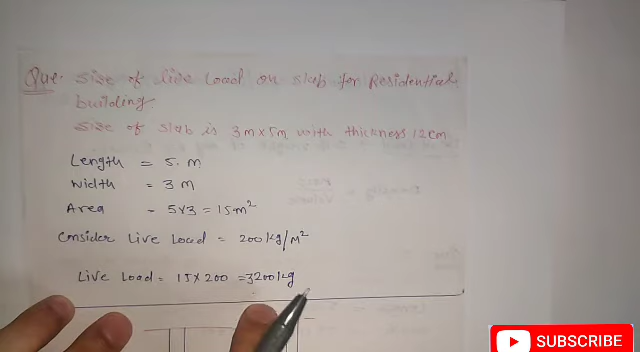 Que. Size of live Load on slab for Residential
building.
Size of slab is 3m x 5m with thickness 12cm
Length = 5. m
Width = 3 m
Area = 5x3 = 15m²
Consider Live Load = 200 kg/m²
Live Load = 15 x 200 = 3200 kg
SUBSCRIBE